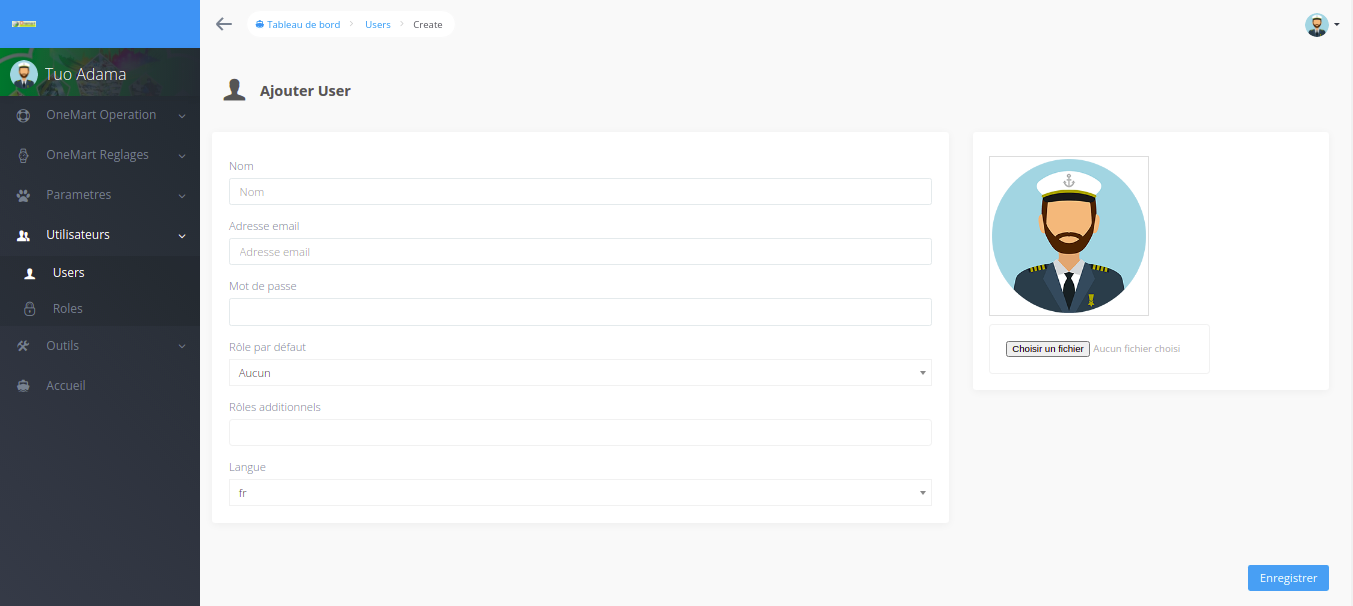 Tableau de bord Users Create
Tuo Adama
OneMart Operation
OneMart Reglages
Parametres
Utilisateurs
Users
Roles
Outils
Accueil
Ajouter User
Nom
Nom
Adresse email
Adresse email
Mot de passe
Rôle par défaut
Aucun
Rôles additionnels
Langue
fr
Choisir un fichier Aucun fichier choisi
Enregistrer